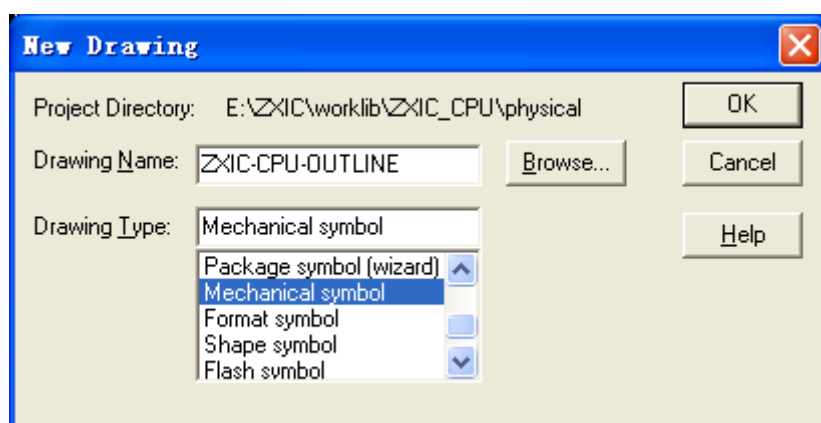 New Drawing
Project Directory: E:\ZXIC\worklib\ZXIC_CPU\physical OK
Drawing Name: ZXIC-CPU-OUTLINE Browse... Cancel
Drawing Type: Mechanical symbol Help
Package symbol (wizard)
Mechanical symbol
Format symbol
Shape symbol
Flash symbol